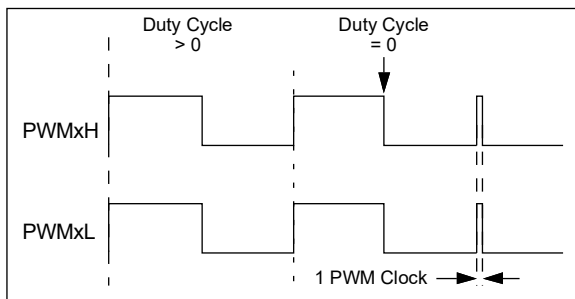 Duty Cycle
> 0
Duty Cycle
= 0
PWMxH
PWMxL
1 PWM Clock